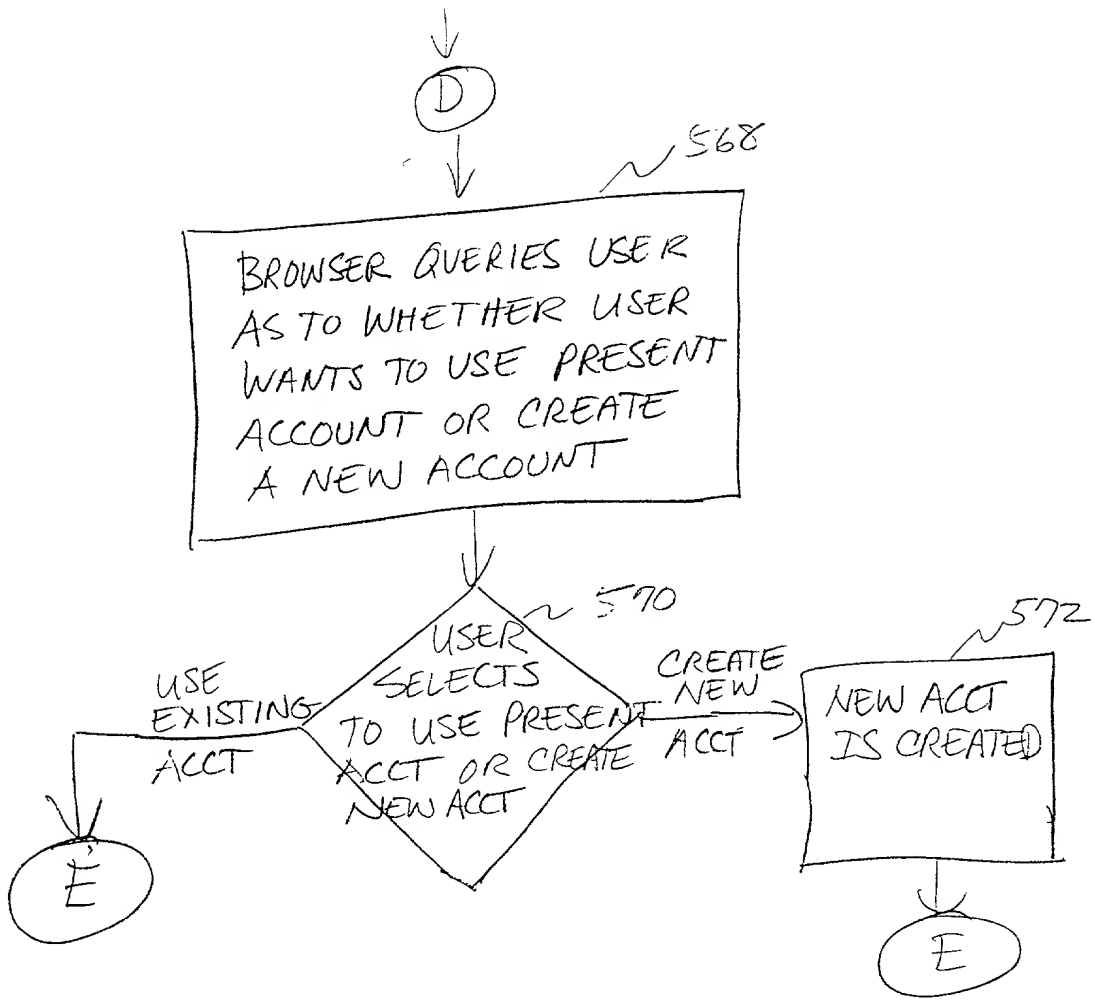 D
568
BROWSER QUERIES USER
AS TO WHETHER USER
WANTS TO USE PRESENT
ACCOUNT OR CREATE
A NEW ACCOUNT
570
USER
SELECTS
TO USE PRESENT
ACCT OR CREATE
NEW ACCT
USE
EXISTING
ACCT
E
CREATE
NEW
ACCT
572
NEW ACCT
IS CREATED
E